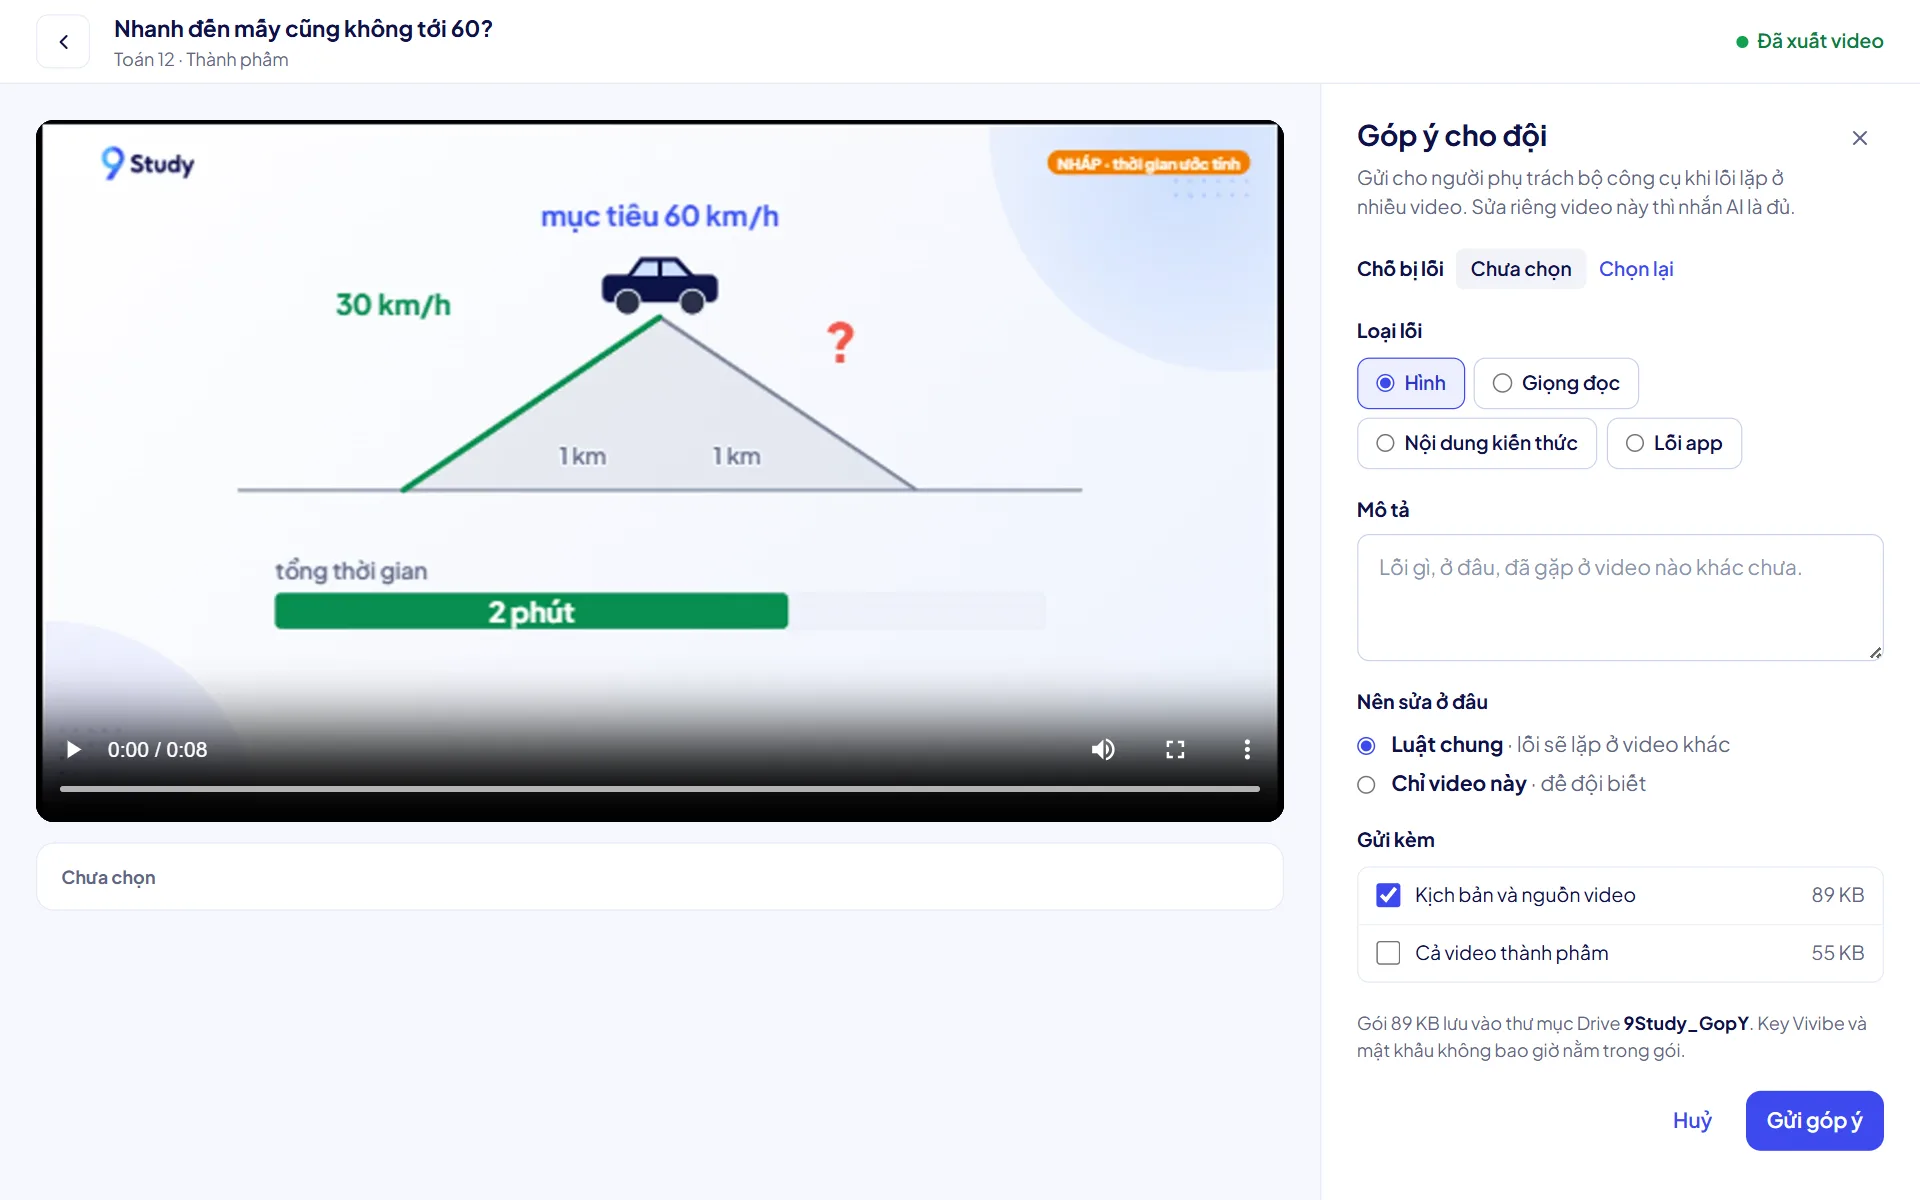 Nhanh đến mấy cũng không tới 60?
Toán 12 · Thành phẩm
Đã xuất video
9 Study
NHÁP - thời gian ước tính
mục tiêu 60 km/h
30 km/h
?
1 km
1 km
tổng thời gian
2 phút
0:00 / 0:08
Chưa chọn
Góp ý cho đội
Gửi cho người phụ trách bộ công cụ khi lỗi lặp ở
nhiều video. Sửa riêng video này thì nhắn AI là đủ.
Chỗ bị lỗi Chưa chọn Chọn lại
Loại lỗi
Hình Giọng đọc
Nội dung kiến thức Lỗi app
Mô tả
Lỗi gì, ở đâu, đã gặp ở video nào khác chưa.
Nên sửa ở đâu
Luật chung · lỗi sẽ lặp ở video khác
Chỉ video này · để đội biết
Gửi kèm
Kịch bản và nguồn video 89 KB
Cả video thành phẩm 55 KB
Gói 89 KB lưu vào thư mục Drive 9Study_GopY. Key Vivibe và
mật khẩu không bao giờ nằm trong gói.
Huỷ Gửi góp ý